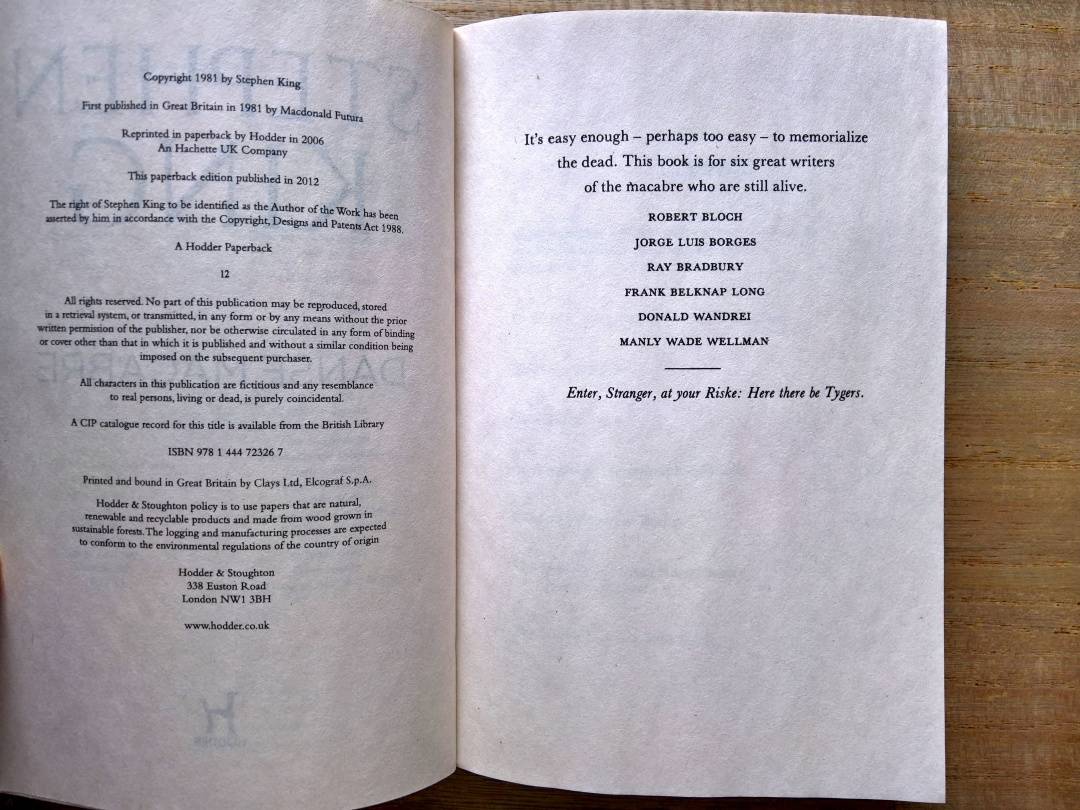 Copyright 1981 by Stephen King
First published in Great Britain in 1981 by Macdonald Futura
Reprinted in paperback by Hodder in 2006
An Hachette UK Company
This paperback edition published in 2012
The right of Stephen King to be identified as the Author of the Work has been
asserted by him in accordance with the Copyright, Designs and Patents Act 1988.
A Hodder Paperback
12
All rights reserved. No part of this publication may be reproduced, stored
in a retrieval system, or transmitted, in any form or by any means without the prior
written permission of the publisher, nor be otherwise circulated in any form of binding
or cover other than that in which it is published and without a similar condition being
imposed on the subsequent purchaser.
All characters in this publication are fictitious and any resemblance
to real persons, living or dead, is purely coincidental.
A CIP catalogue record for this title is available from the British Library
ISBN 978 1 444 72326 7
Printed and bound in Great Britain by Clays Ltd, Elcograf S.p.A.
Hodder & Stoughton policy is to use papers that are natural,
renewable and recyclable products and made from wood grown in
sustainable forests. The logging and manufacturing processes are expected
to conform to the environmental regulations of the country of origin
Hodder & Stoughton
338 Euston Road
London NW1 3BH
www.hodder.co.uk
It's easy enough – perhaps too easy – to memorialize
the dead. This book is for six great writers
of the macabre who are still alive.
ROBERT BLOCH
JORGE LUIS BORGES
RAY BRADBURY
FRANK BELKNAP LONG
DONALD WANDREI
MANLY WADE WELLMAN
Enter, Stranger, at your Riske: Here there be Tygers.
STEPHEN
KING
DANSE MACABRE
HODDER